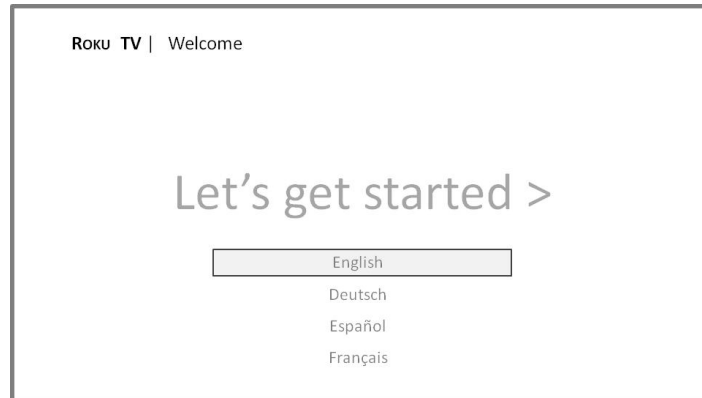 Roku TV | Welcome
Let's get started >
English
Deutsch
Español
Français